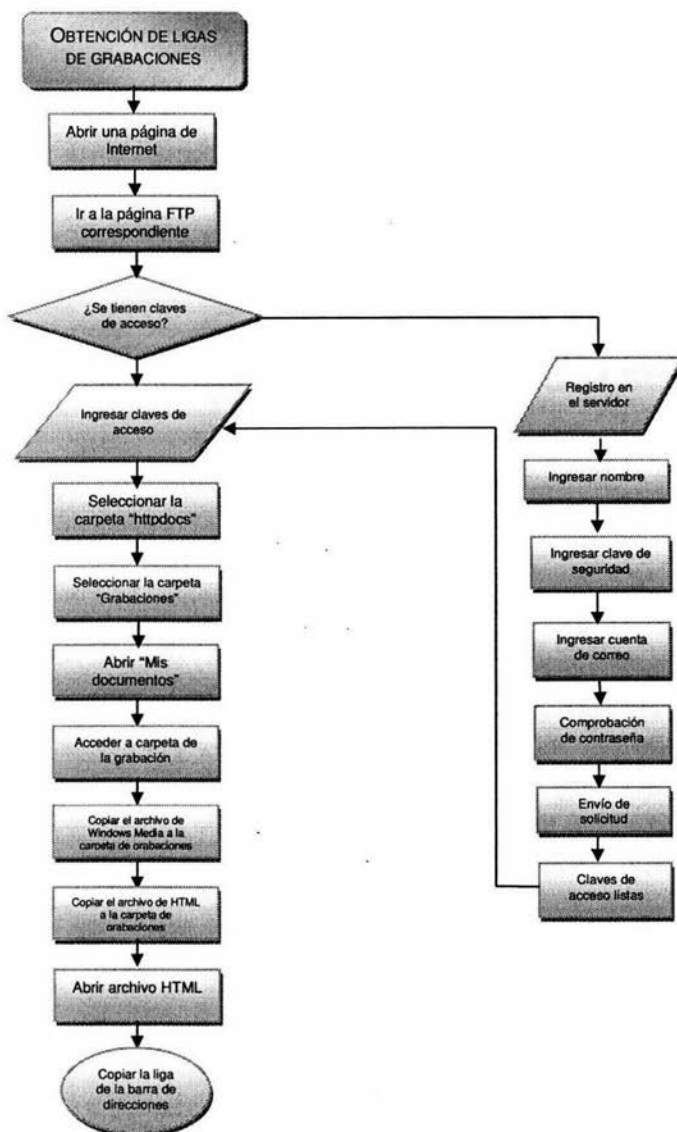 OBTENCIÓN DE LIGAS
DE GRABACIONES
Abrir una página de
Internet
Ir a la página FTP
correspondiente
¿Se tienen claves
de acceso?
Ingresar claves de
acceso
Seleccionar la
carpeta “httpdocs”
Seleccionar la carpeta
“Grabaciones”
Abrir “Mis
documentos”
Acceder a carpeta de
la grabación
Copiar el archivo de
Windows Media a la
carpeta de grabaciones
Copiar el archivo de HTML
a la carpeta de
grabaciones
Abrir archivo HTML
Copiar la liga
de la barra de
direcciones
Registro en
el servidor
Ingresar nombre
Ingresar clave de
seguridad
Ingresar cuenta
de correo
Comprobación
de contraseña
Envío de
solicitud
Claves de
acceso listas